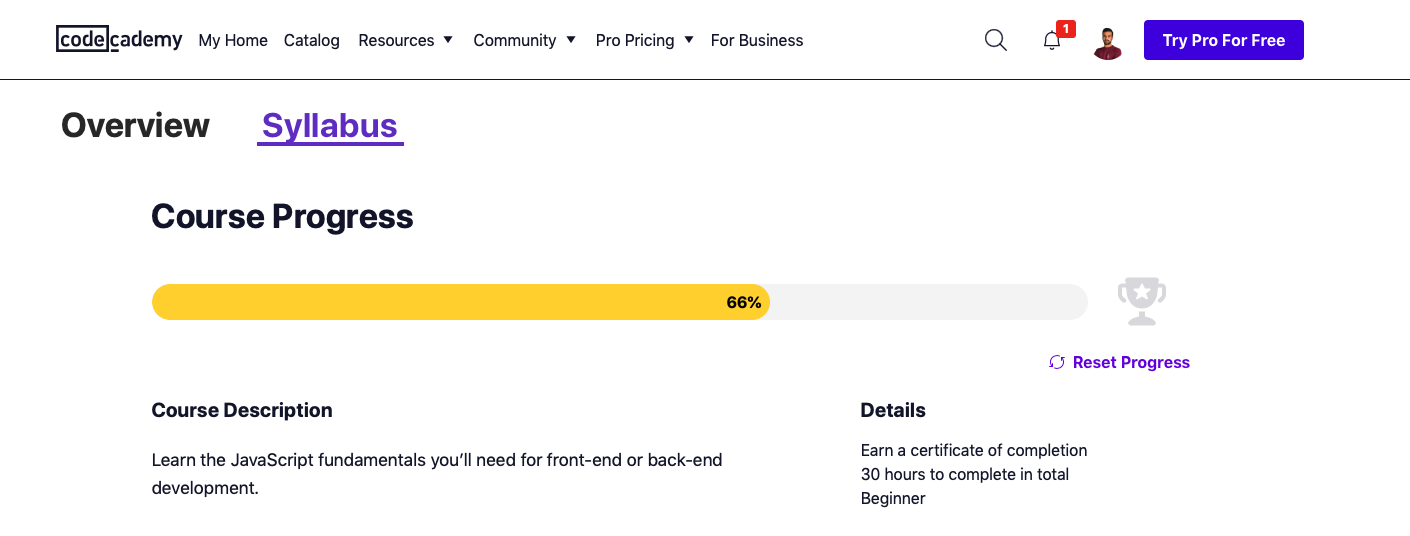 codecademy My Home Catalog Resources Community Pro Pricing For Business 1 Try Pro For Free
Overview Syllabus
Course Progress
66%
Reset Progress
Course Description
Learn the JavaScript fundamentals you’ll need for front-end or back-end
development.
Details
Earn a certificate of completion
30 hours to complete in total
Beginner